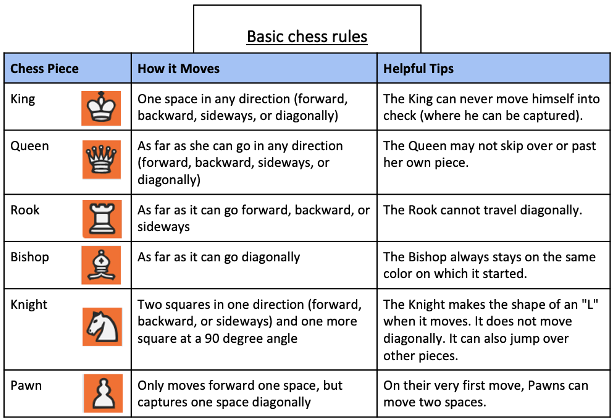 Basic chess rules
Chess Piece How it Moves Helpful Tips
King
One space in any direction (forward,
backward, sideways, or diagonally)
The King can never move himself into
check (where he can be captured).
Queen
As far as she can go in any direction
(forward, backward, sideways, or
diagonally)
The Queen may not skip over or past
her own piece.
Rook
As far as it can go forward, backward, or
sideways
The Rook cannot travel diagonally.
Bishop
As far as it can go diagonally
The Bishop always stays on the same
color on which it started.
Knight
Two squares in one direction (forward,
backward, or sideways) and one more
square at a 90 degree angle
The Knight makes the shape of an "L"
when it moves. It does not move
diagonally. It can also jump over
other pieces.
Pawn
Only moves forward one space, but
captures one space diagonally
On their very first move, Pawns can
move two spaces.